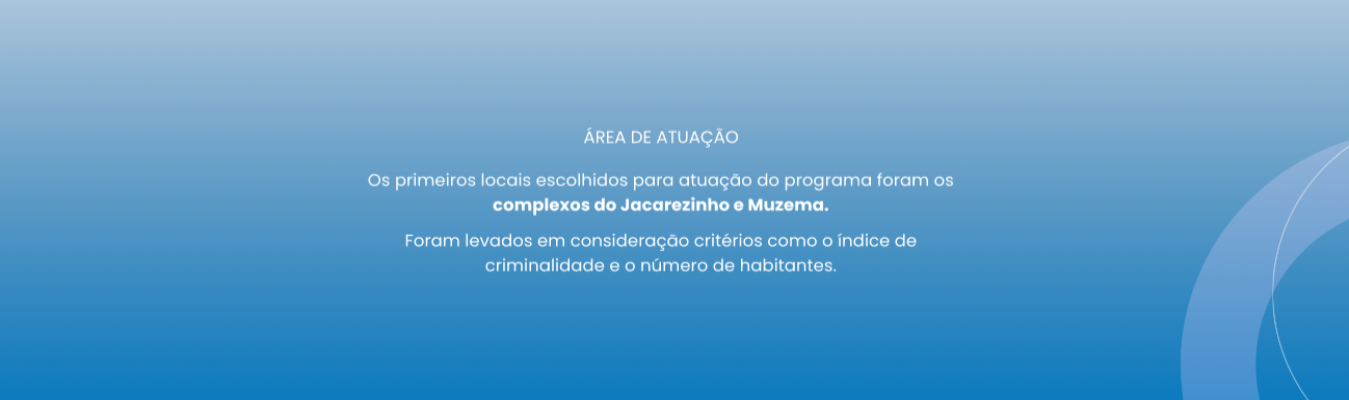 ÁREA DE ATUAÇÃO
Os primeiros locais escolhidos para atuação do programa foram os
complexos do Jacarezinho e Muzema.
Foram levados em consideração critérios como o índice de
criminalidade e o número de habitantes.